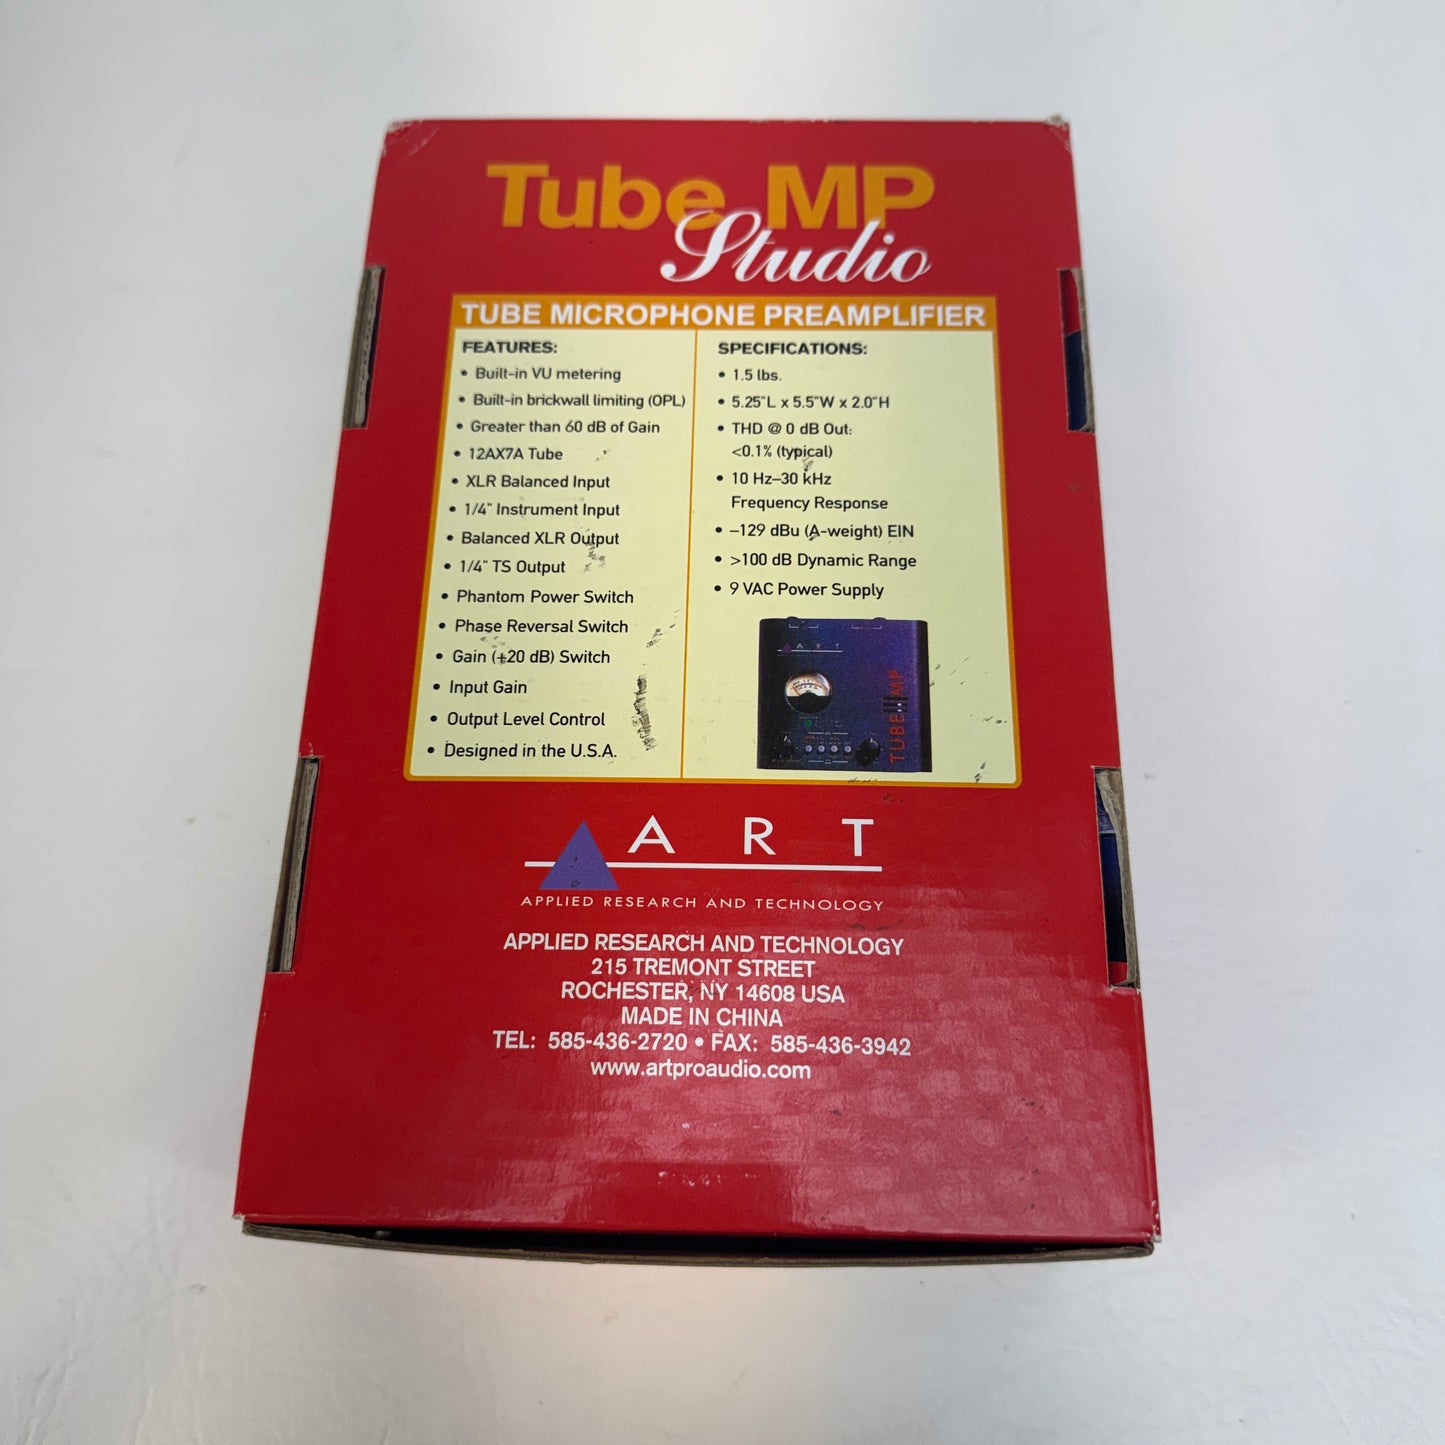 Tube MP
Studio
TUBE MICROPHONE PREAMPLIFIER
FEATURES:
• Built-in VU metering
• Built-in brickwall limiting (OPL)
• Greater than 60 dB of Gain
• 12AX7A Tube
• XLR Balanced Input
• 1/4" Instrument Input
• Balanced XLR Output
• 1/4" TS Output
• Phantom Power Switch
• Phase Reversal Switch
• Gain (+20 dB) Switch
• Input Gain
• Output Level Control
• Designed in the U.S.A.
SPECIFICATIONS:
• 1.5 lbs.
• 5.25"L x 5.5"W x 2.0"H
• THD @ 0 dB Out:
<0.1% (typical)
• 10 Hz–30 kHz
Frequency Response
• –129 dBu (A-weight) EIN
• >100 dB Dynamic Range
• 9 VAC Power Supply
ART
TUBE MP
ART
APPLIED RESEARCH AND TECHNOLOGY
APPLIED RESEARCH AND TECHNOLOGY
215 TREMONT STREET
ROCHESTER, NY 14608 USA
MADE IN CHINA
TEL: 585-436-2720 • FAX: 585-436-3942
www.artproaudio.com